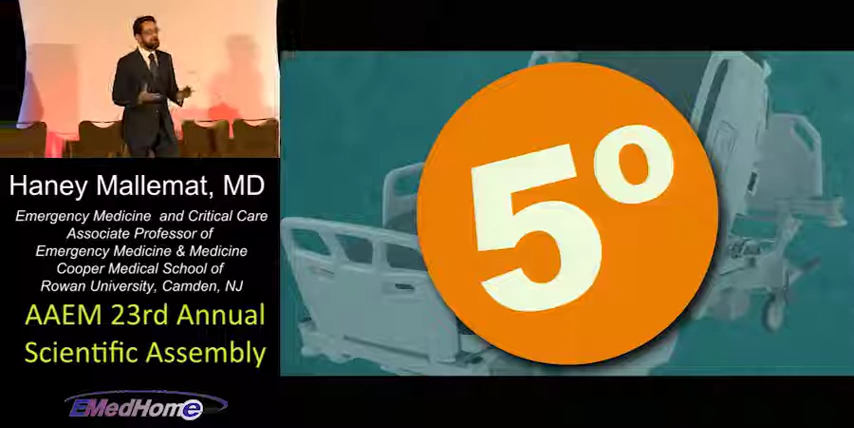 Haney Mallemat, MD
Emergency Medicine and Critical Care
Associate Professor of
Emergency Medicine & Medicine
Cooper Medical School of
Rowan University, Camden, NJ
AAEM 23rd Annual
Scientific Assembly
EMedHome
5°